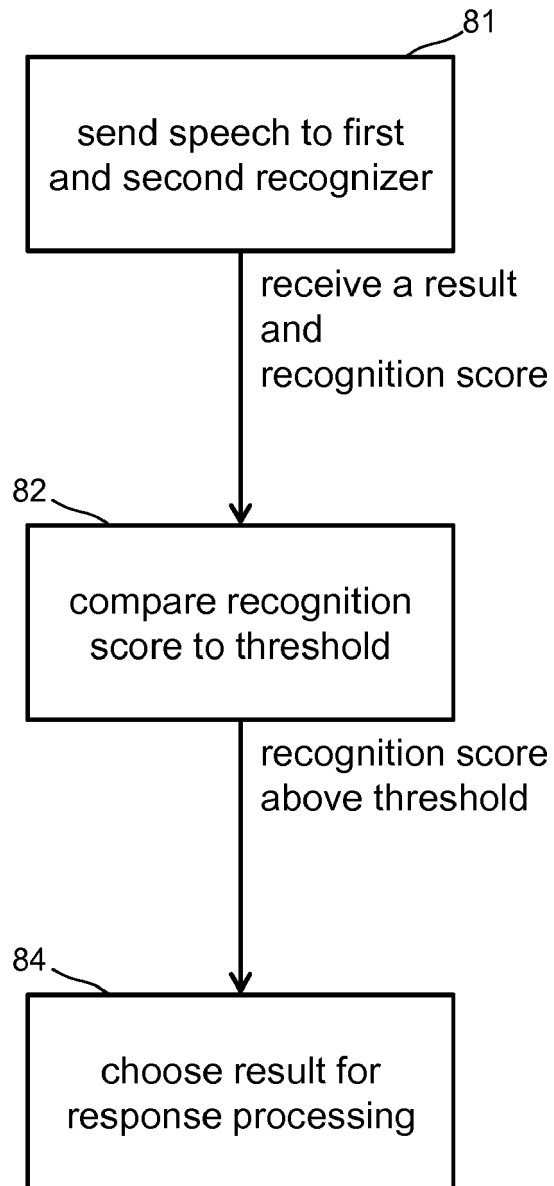 81
send speech to first
and second recognizer
receive a result
and
recognition score
82
compare recognition
score to threshold
recognition score
above threshold
84
choose result for
response processing